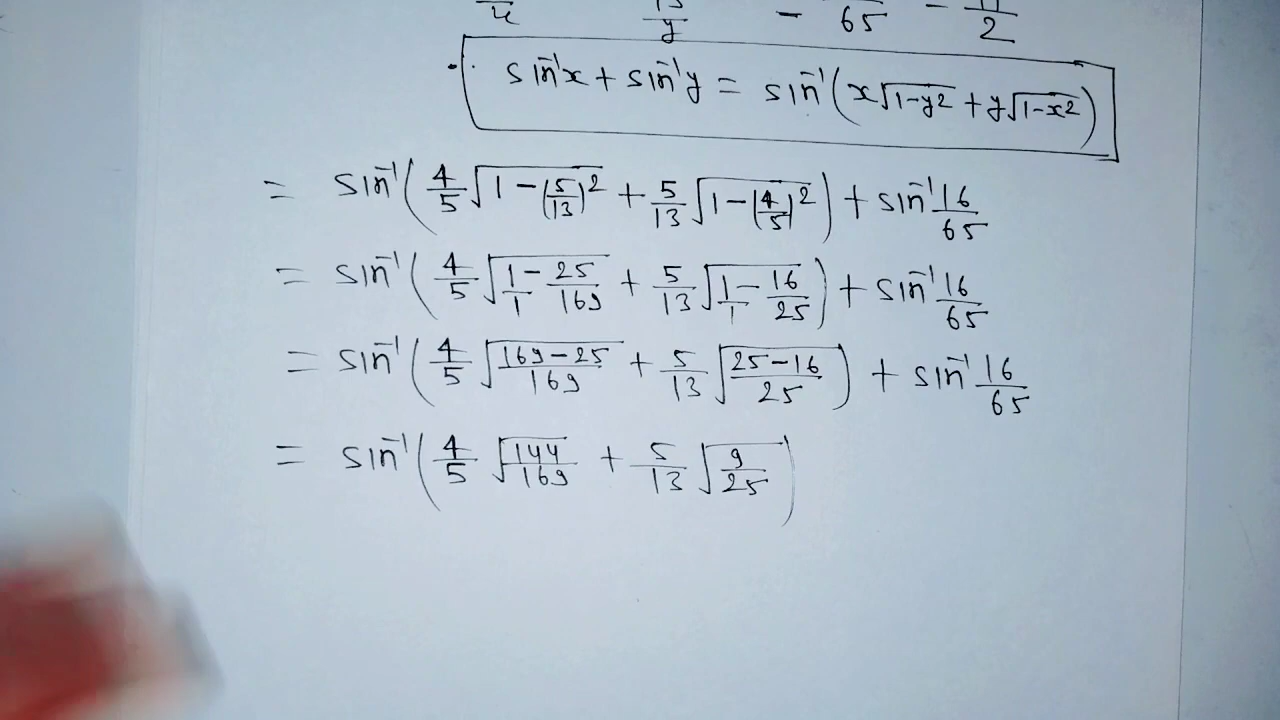 x y - 65 - 2
∴ sin⁻¹x + sin⁻¹y = sin⁻¹(x√1-y² + y√1-x²)
= sin⁻¹(4/5 √1-(5/13)² + 5/13 √1-(4/5)²) + sin⁻¹ 16/65
= sin⁻¹(4/5 √1/1 - 25/169 + 5/13 √1/1 - 16/25) + sin⁻¹ 16/65
= sin⁻¹(4/5 √169-25/169 + 5/13 √25-16/25) + sin⁻¹ 16/65
= sin⁻¹(4/5 √144/169 + 5/13 √9/25)